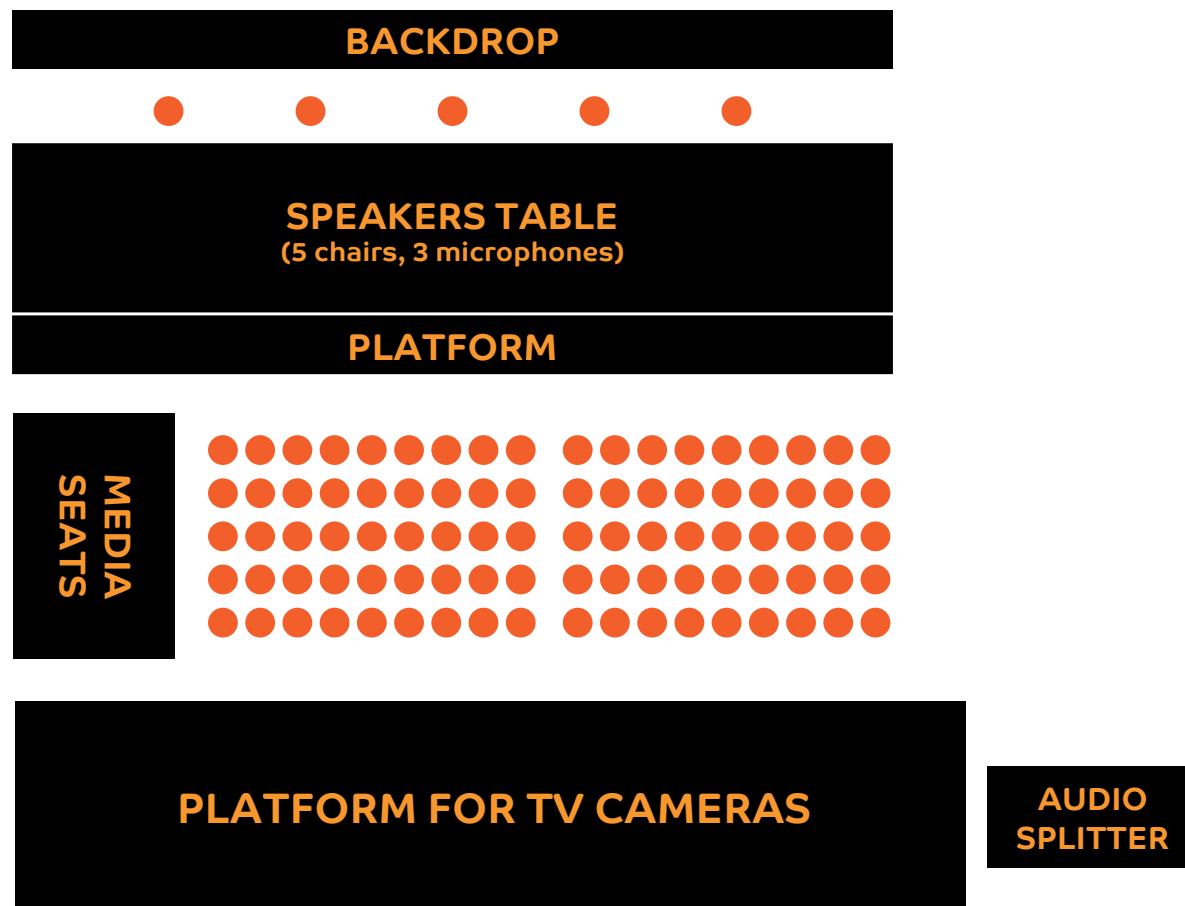 BACKDROP
SPEAKERS TABLE
(5 chairs, 3 microphones)
PLATFORM
MEDIA
SEATS
PLATFORM FOR TV CAMERAS
AUDIO
SPLITTER